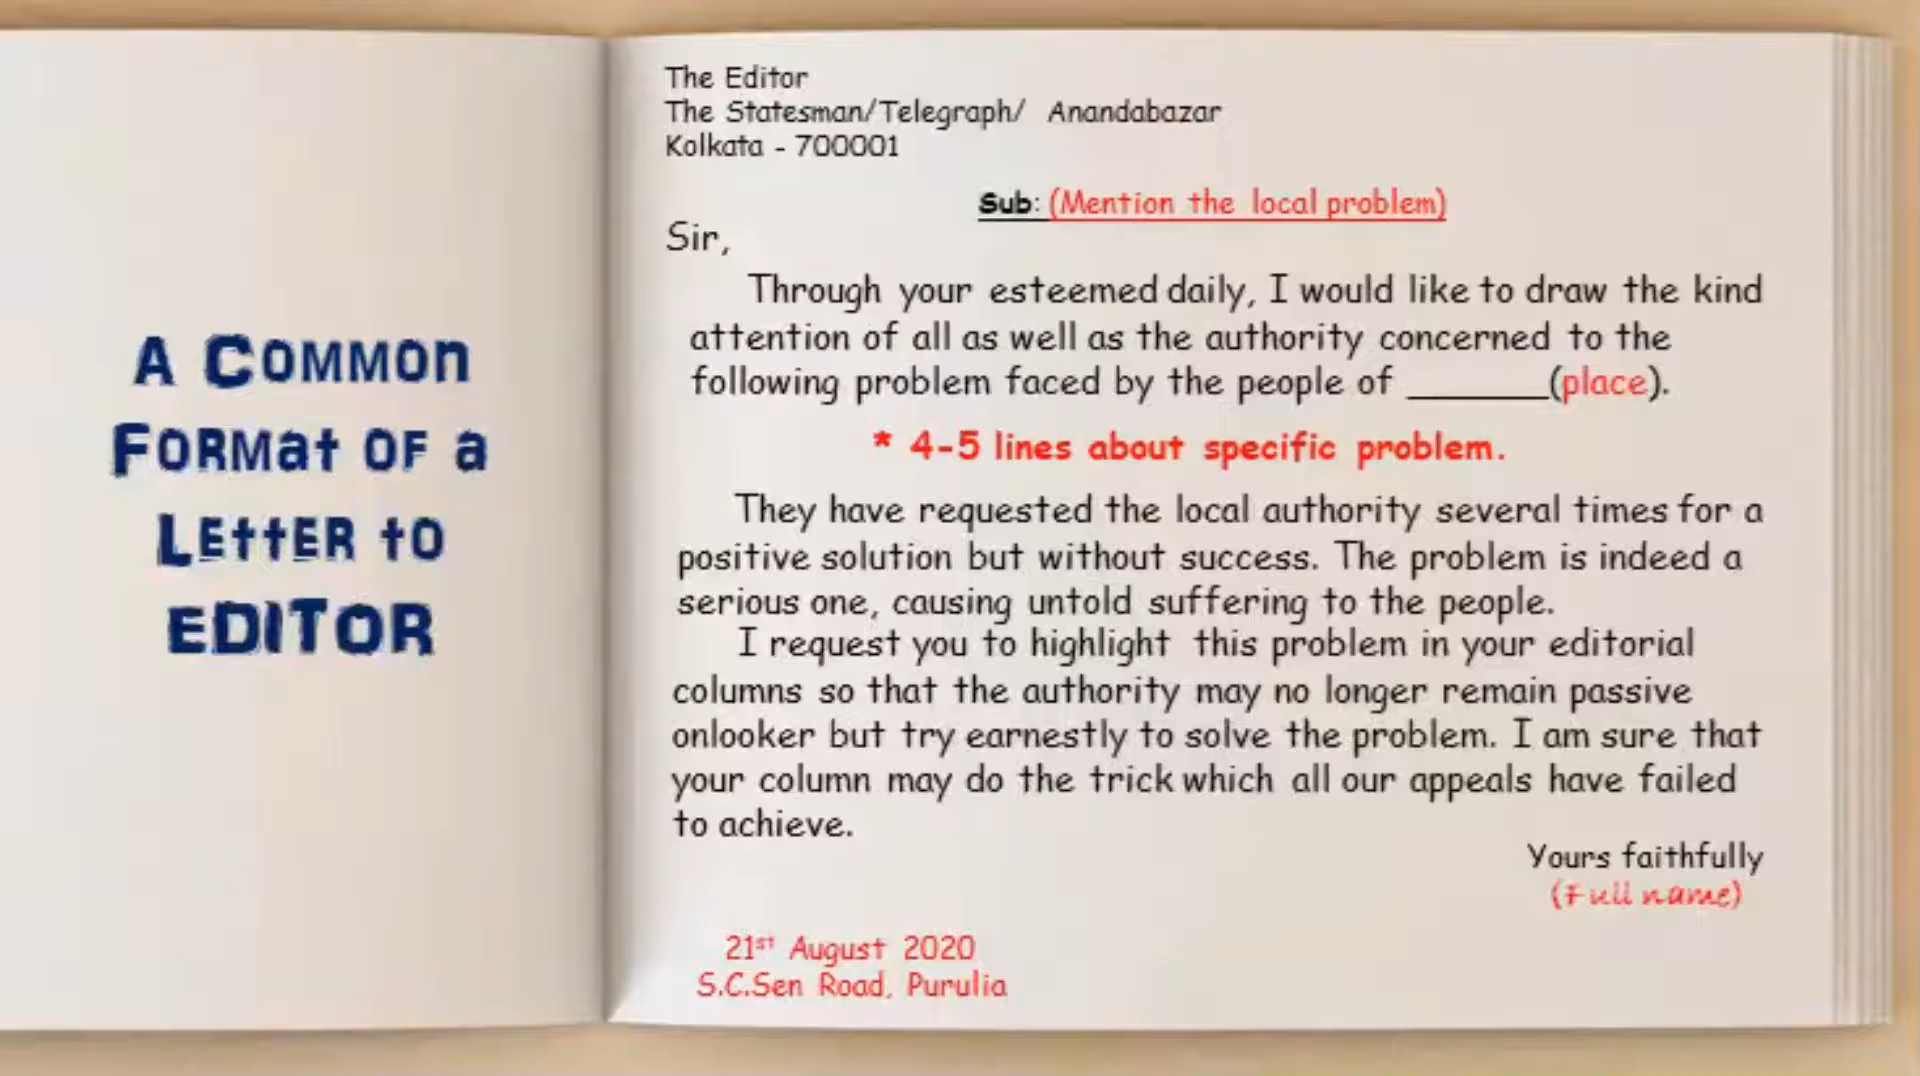 A COMMON
FORMat OF a
LEttER to
EDITOR
The Editor
The Statesman/Telegraph/ Anandabazar
Kolkata - 700001
Sub: (Mention the local problem)
Sir,
Through your esteemed daily, I would like to draw the kind
attention of all as well as the authority concerned to the
following problem faced by the people of _______(place).
* 4-5 lines about specific problem.
They have requested the local authority several times for a
positive solution but without success. The problem is indeed a
serious one, causing untold suffering to the people.
I request you to highlight this problem in your editorial
columns so that the authority may no longer remain passive
onlooker but try earnestly to solve the problem. I am sure that
your column may do the trick which all our appeals have failed
to achieve.
Yours faithfully
(Full name)
21st August 2020
S.C.Sen Road, Purulia